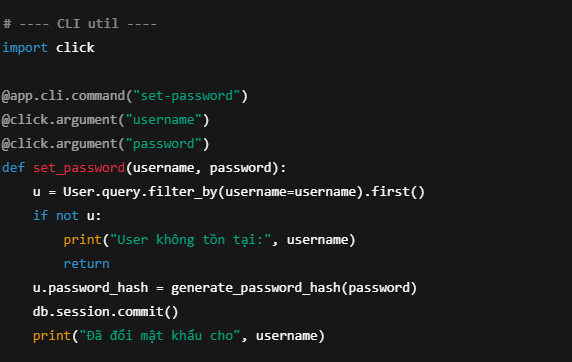 # ---- CLI util ----
import click
@app.cli.command("set-password")
@click.argument("username")
@click.argument("password")
def set_password(username, password):
    u = User.query.filter_by(username=username).first()
    if not u:
        print("User không tồn tại:", username)
        return
    u.password_hash = generate_password_hash(password)
    db.session.commit()
    print("Đã đổi mật khẩu cho", username)